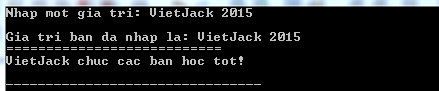 Nhap mot gia tri: VietJack 2015
Gia tri ban da nhap la: VietJack 2015
===========================
VietJack chuc cac ban hoc tot!
--------------------------------